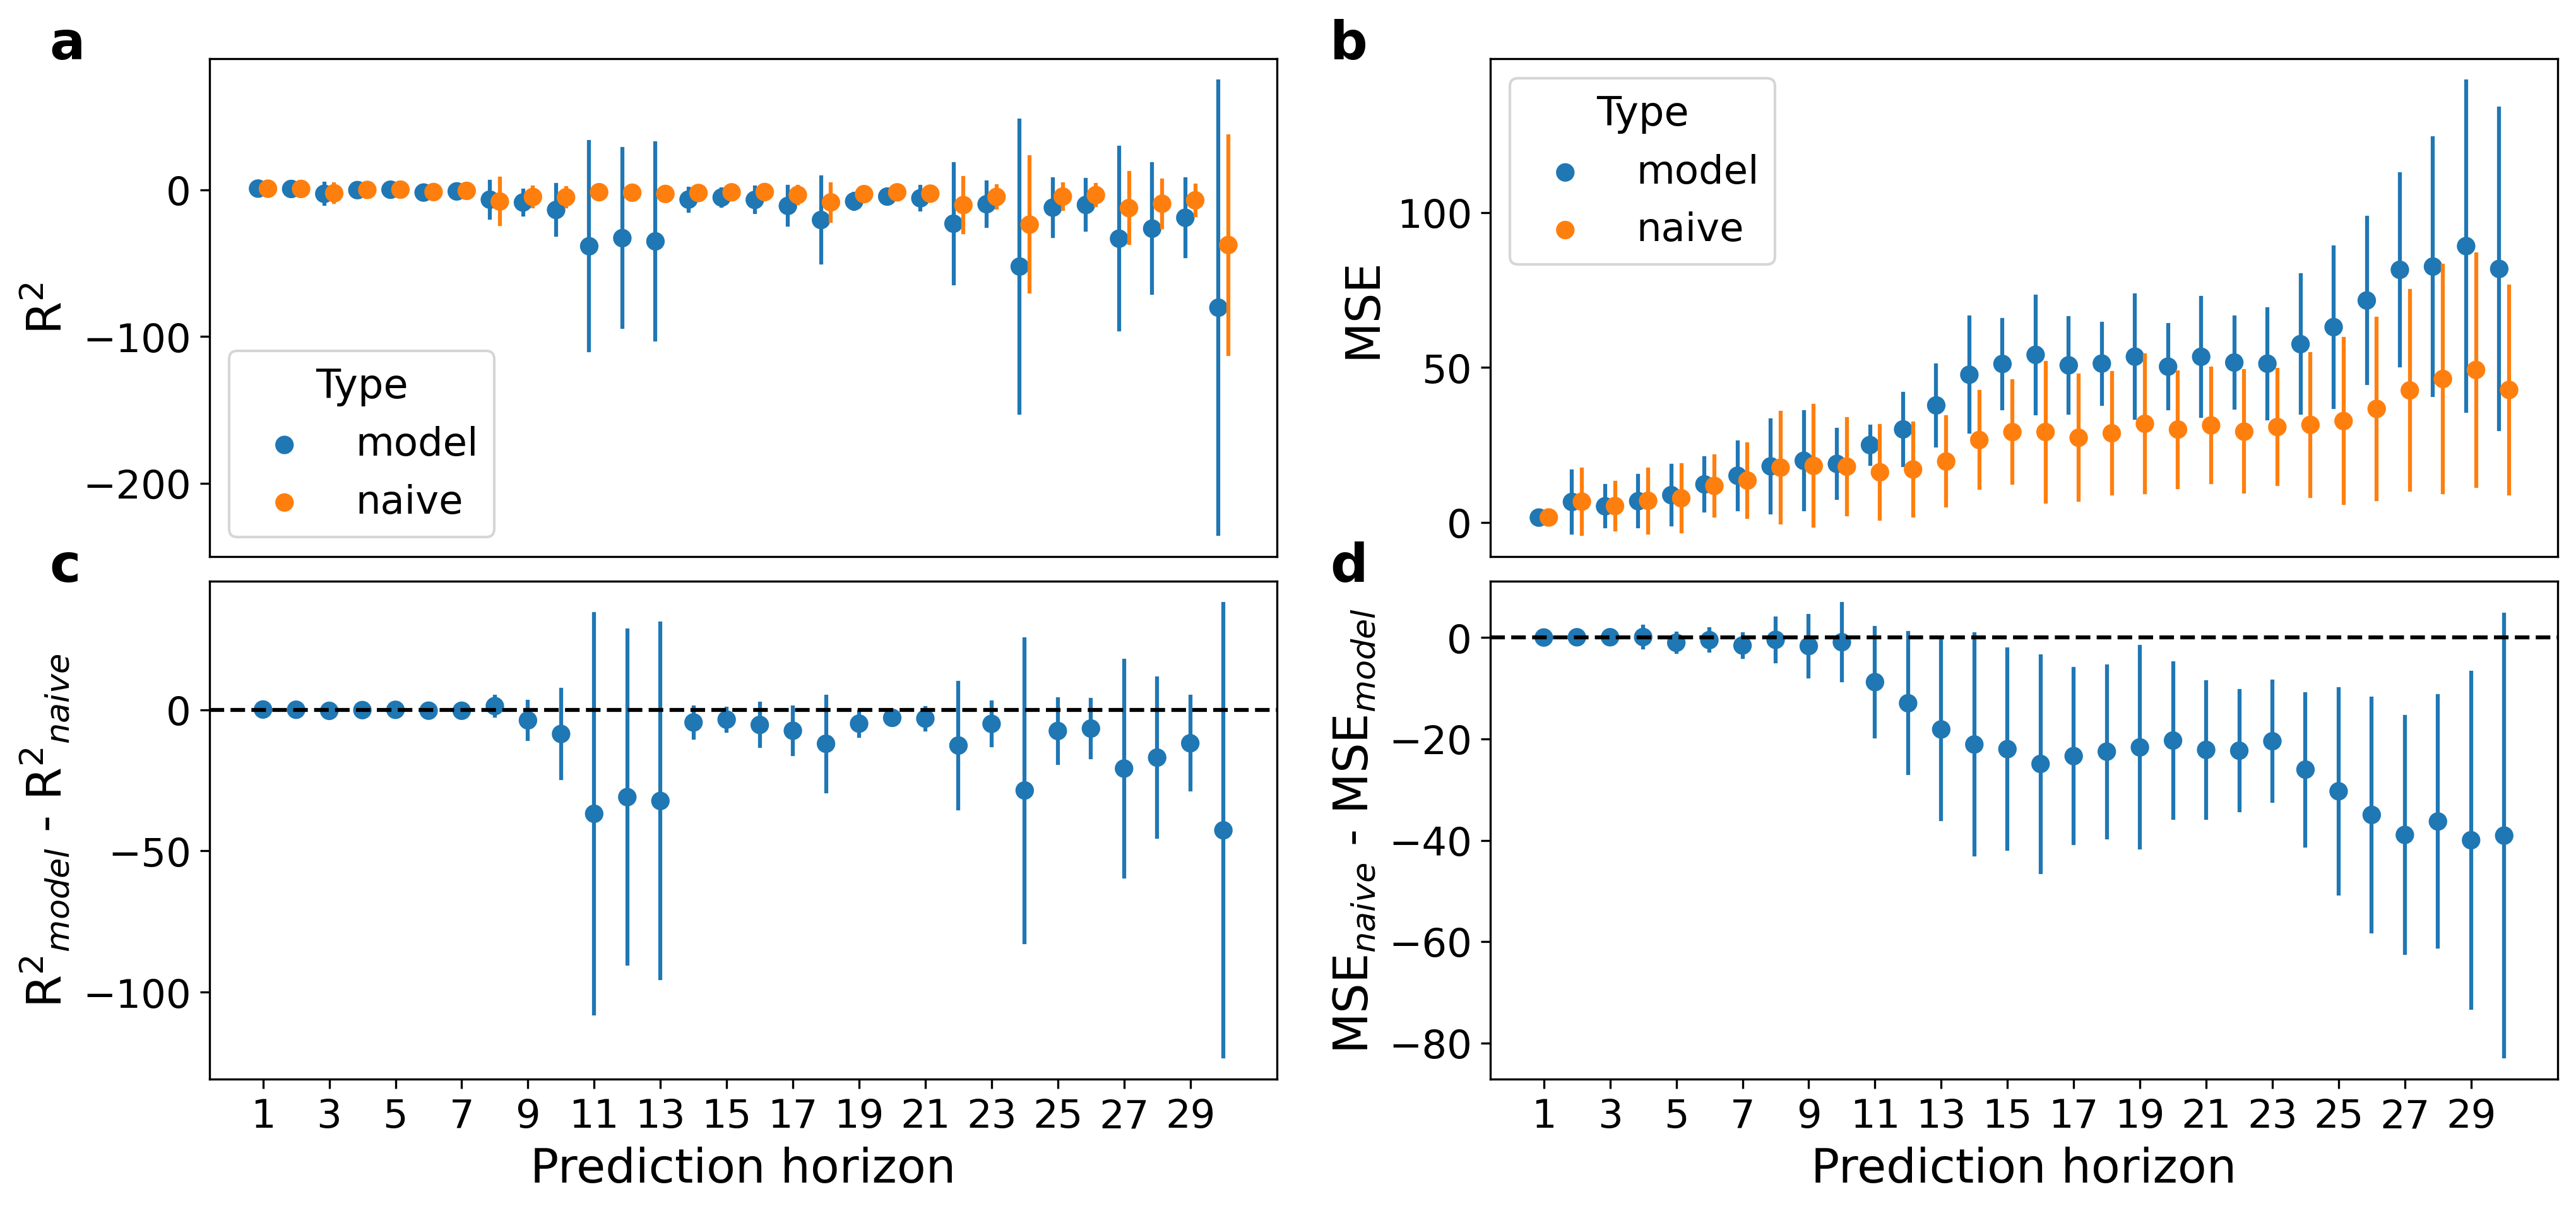 a
R²
0
−100
−200
Type
model
naive
b
MSE
100
50
0
Type
model
naive
c
R²model - R²naive
0
−50
−100
1 3 5 7 9 11 13 15 17 19 21 23 25 27 29
Prediction horizon
d
MSEnaive - MSEmodel
0
−20
−40
−60
−80
1 3 5 7 9 11 13 15 17 19 21 23 25 27 29
Prediction horizon